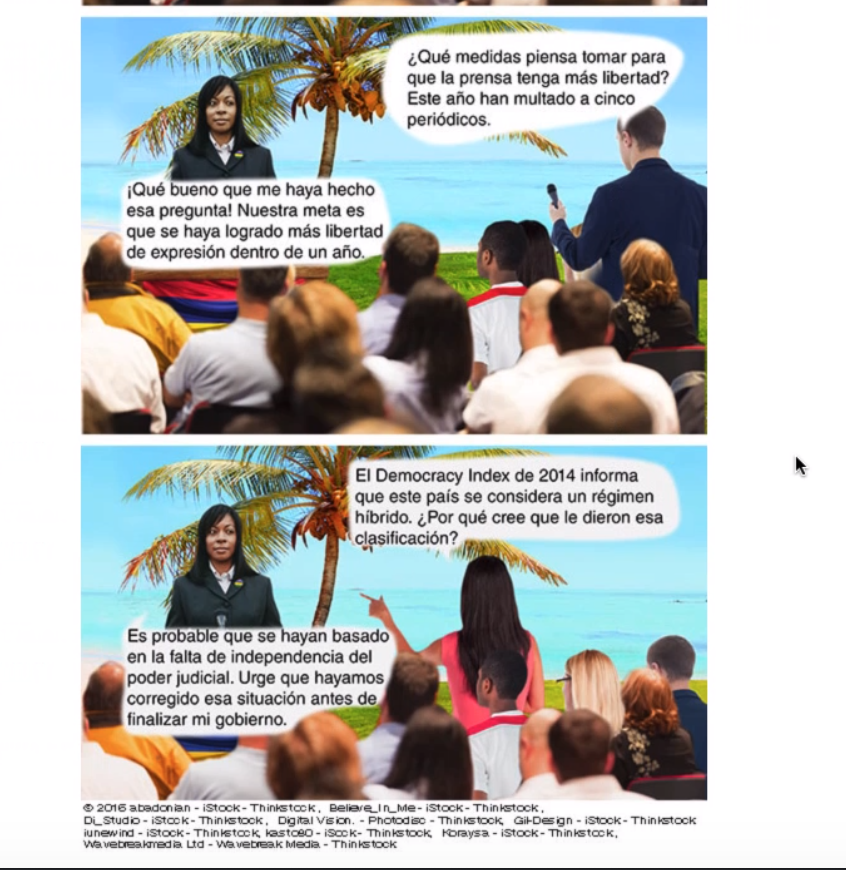 ¿Qué medidas piensa tomar para
que la prensa tenga más libertad?
Este año han multado a cinco
periódicos.
¡Qué bueno que me haya hecho
esa pregunta! Nuestra meta es
que se haya logrado más libertad
de expresión dentro de un año.
El Democracy Index de 2014 informa
que este país se considera un régimen
híbrido. ¿Por qué cree que le dieron esa
clasificación?
Es probable que se hayan basado
en la falta de independencia del
poder judicial. Urge que hayamos
corregido esa situación antes de
finalizar mi gobierno.
© 2016 abadonian - iStock - Thinkstock, Believe_In_Me - iStock - Thinkstock,
Di_Studio - iStock - Thinkstock, Digital Vision. - Photodisc - Thinkstock, Gil-Design - iStock - Thinkstock
iunewind - iStock - Thinkstock, kasto80 - iStock - Thinkstock, Koraysa - iStock - Thinkstock,
Wavebreakmedia Ltd - Wavebreak Media - Thinkstock